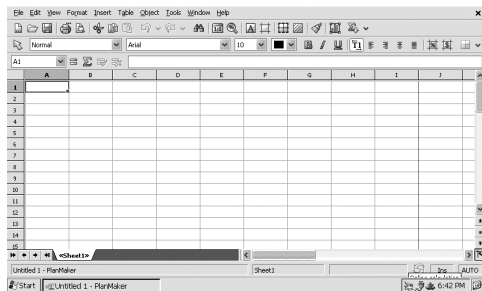 File Edit View Format Insert Table Object Tools Window Help
Normal Arial 10
A1
A B C D E F G H I J
1
2
3
4
5
6
7
8
9
10
11
12
13
14
15
«Sheet1»
Untitled 1 - PlanMaker Sheet1 Ins AUTO
Start Untitled 1 - PlanMaker 6:42 PM